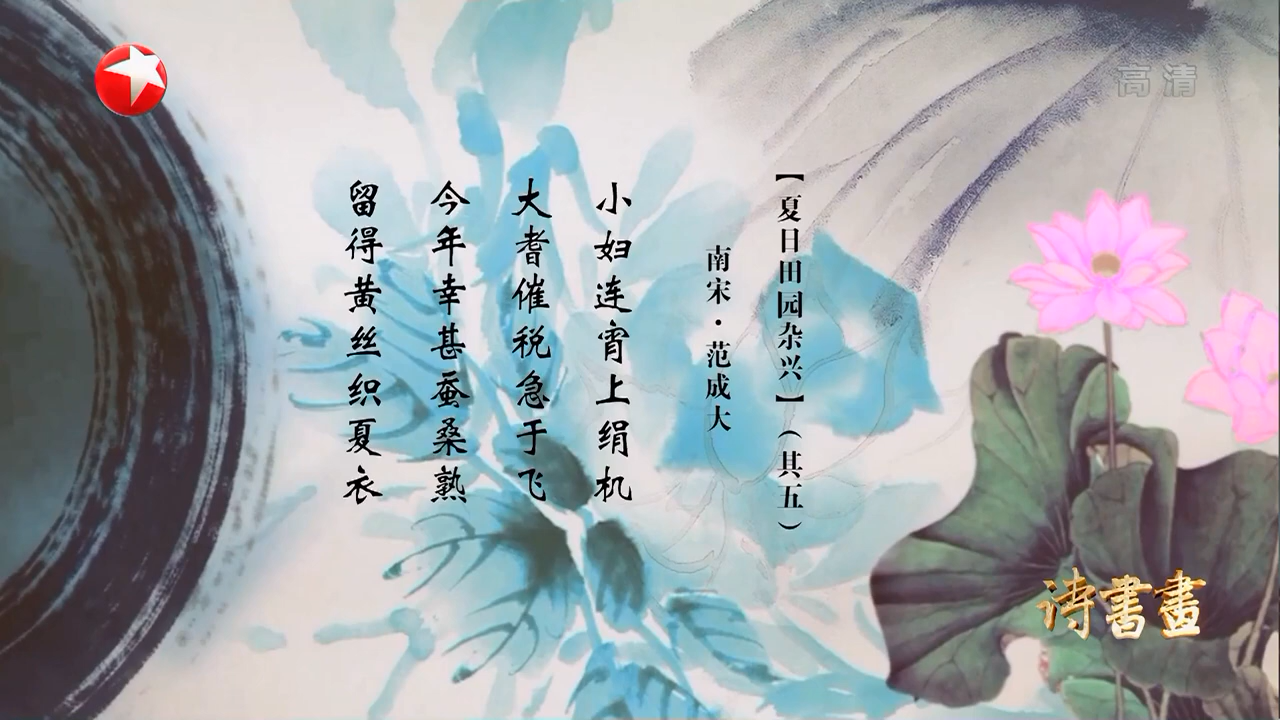 高清
【夏日田园杂兴】（其五）
南宋·范成大
小妇连宵上绢机
大耆催税急于飞
今年幸甚蚕桑熟
留得黄丝织夏衣
诗書畫